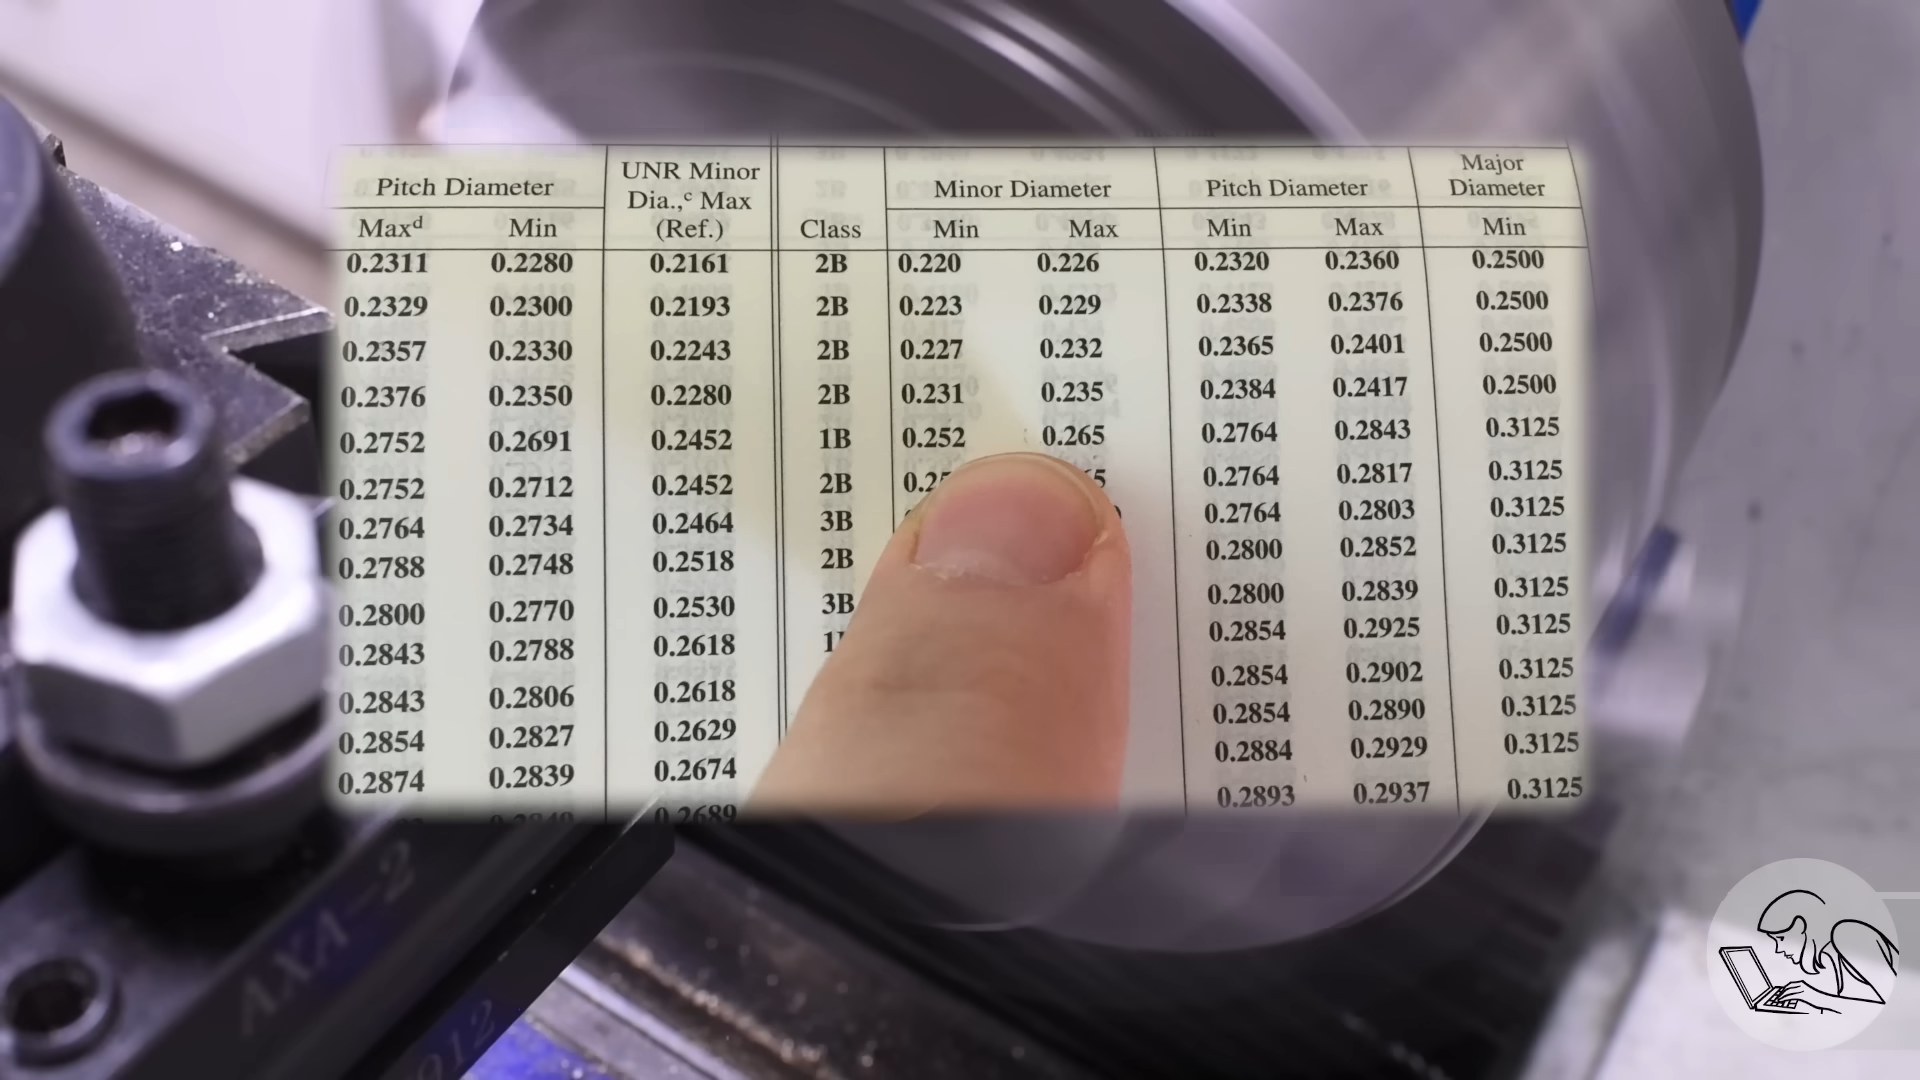 Pitch Diameter UNR Minor Dia.,ᶜ Max (Ref.) Class Minor Diameter Pitch Diameter Major Diameter
Maxᵈ Min Min Max Min Max Min
0.2311 0.2280 0.2161 2B 0.220 0.226 0.2320 0.2360 0.2500
0.2329 0.2300 0.2193 2B 0.223 0.229 0.2338 0.2376 0.2500
0.2357 0.2330 0.2243 2B 0.227 0.232 0.2365 0.2401 0.2500
0.2376 0.2350 0.2280 2B 0.231 0.235 0.2384 0.2417 0.2500
0.2752 0.2691 0.2452 1B 0.252 0.265 0.2764 0.2843 0.3125
0.2752 0.2712 0.2452 2B 0.2764 0.2817 0.3125
0.2764 0.2734 0.2464 3B 0.2764 0.2803 0.3125
0.2788 0.2748 0.2518 2B 0.2800 0.2852 0.3125
0.2800 0.2770 0.2530 3B 0.2800 0.2839 0.3125
0.2843 0.2788 0.2618 0.2854 0.2925 0.3125
0.2843 0.2806 0.2618 0.2854 0.2902 0.3125
0.2854 0.2827 0.2629 0.2854 0.2890 0.3125
0.2874 0.2839 0.2674 0.2884 0.2929 0.3125
0.2689 0.2893 0.2937 0.3125
AXA-2